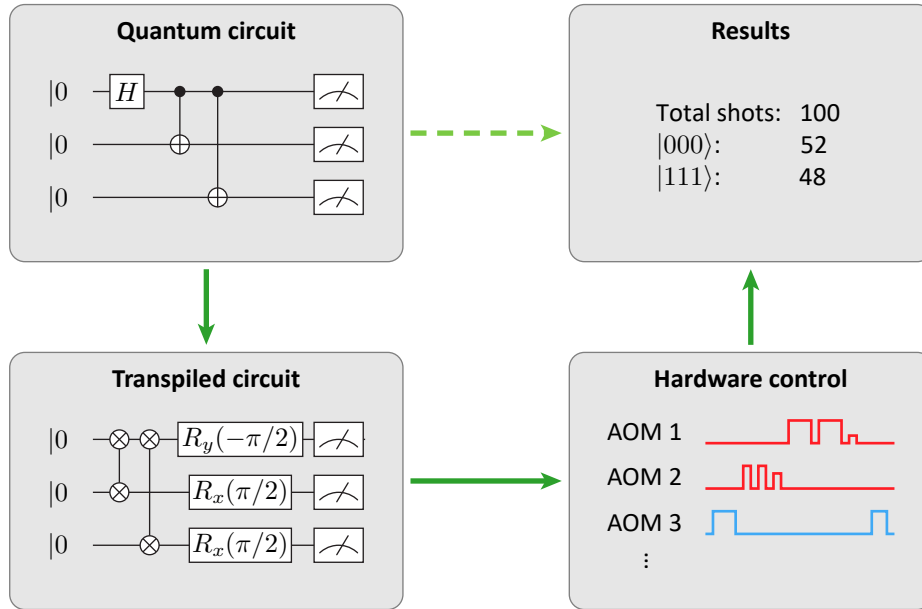 Quantum circuit
|0
H
|0
|0
Results
Total shots: 100
|000⟩: 52
|111⟩: 48
Transpiled circuit
|0
R_y(−π/2)
|0
R_x(π/2)
|0
R_x(π/2)
Hardware control
AOM 1
AOM 2
AOM 3
⋮